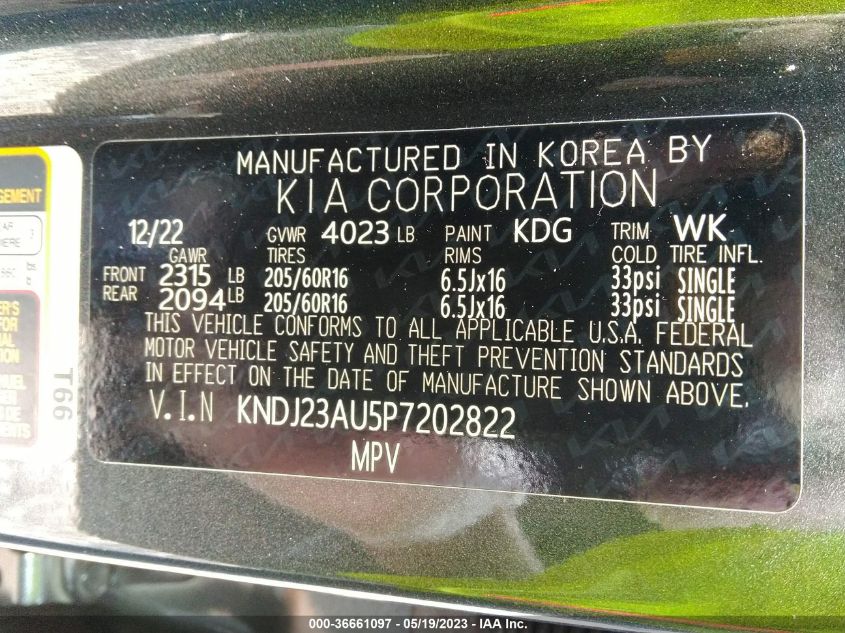 MANUFACTURED IN KOREA BY
KIA CORPORATION
12/22 GVWR 4023 LB PAINT KDG TRIM WK
GAWR TIRES RIMS COLD TIRE INFL.
FRONT 2315 LB 205/60R16 6.5Jx16 33psi SINGLE
REAR 2094 LB 205/60R16 6.5Jx16 33psi SINGLE
THIS VEHICLE CONFORMS TO ALL APPLICABLE U.S.A. FEDERAL
MOTOR VEHICLE SAFETY AND THEFT PREVENTION STANDARDS
IN EFFECT ON THE DATE OF MANUFACTURE SHOWN ABOVE.
V.I.N KNDJ23AU5P7202822
MPV
T66
000-36661097 - 05/19/2023 - IAA Inc.